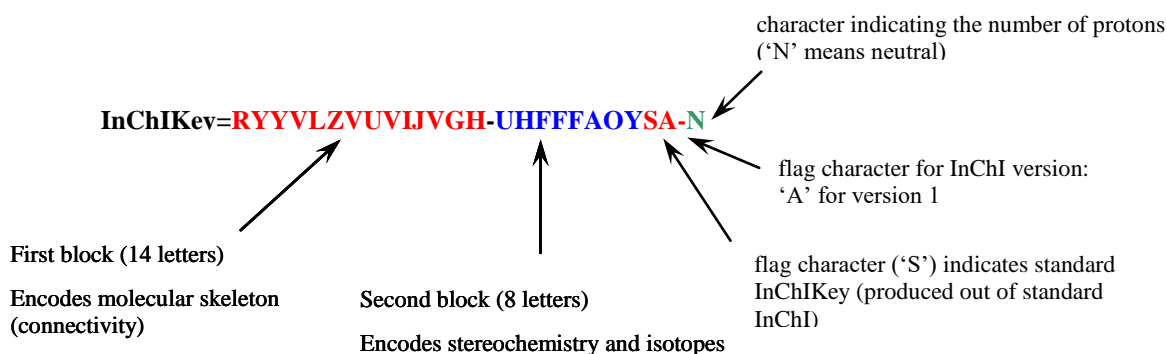 character indicating the number of protons
(‘N’ means neutral)
InChIKey=RYYVLZVUVIJVGH-UHFFFAOYSA-N
flag character for InChI version:
‘A’ for version 1
First block (14 letters)
Encodes molecular skeleton
(connectivity)
Second block (8 letters)
Encodes stereochemistry and isotopes
flag character (‘S’) indicates standard
InChIKey (produced out of standard
InChI)